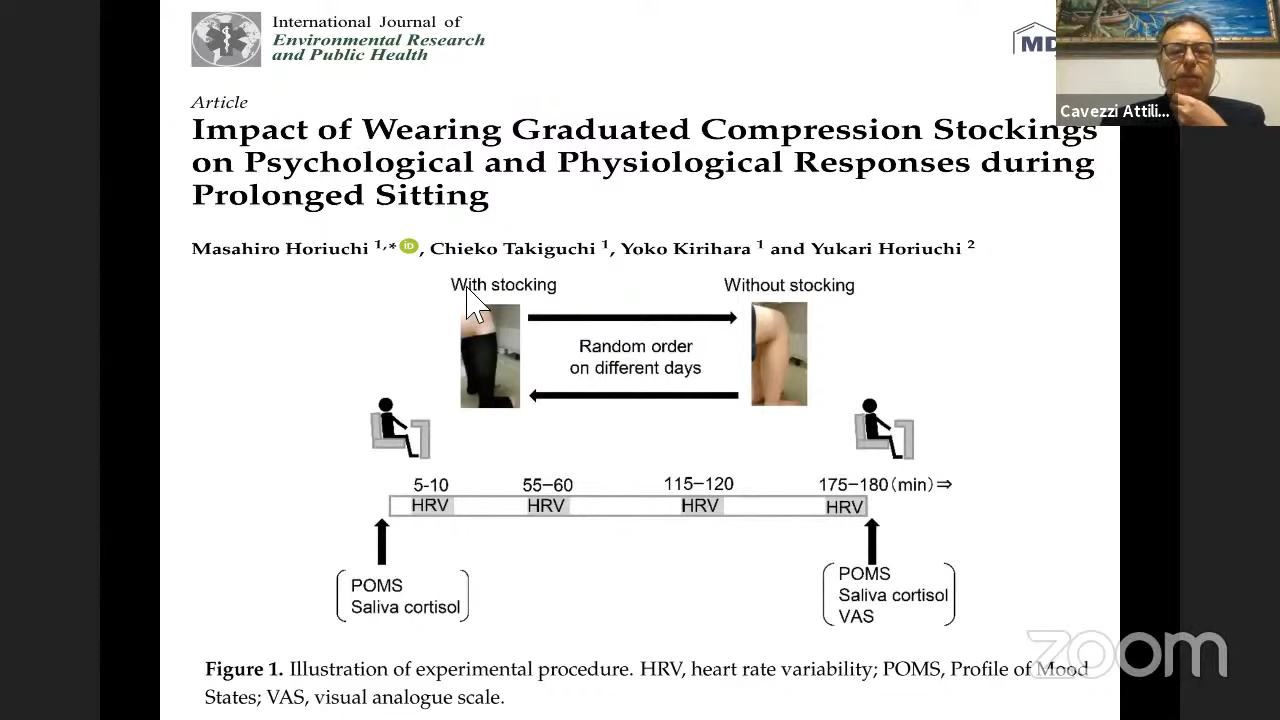 International Journal of
Environmental Research
and Public Health
MD
Cavezzi Attili...
Article
Impact of Wearing Graduated Compression Stockings
on Psychological and Physiological Responses during
Prolonged Sitting
Masahiro Horiuchi 1,* iD, Chieko Takiguchi 1, Yoko Kirihara 1 and Yukari Horiuchi 2
With stocking
Without stocking
Random order
on different days
5-10
55–60
115–120
175–180(min)⇒
HRV
HRV
HRV
HRV
POMS
Saliva cortisol
POMS
Saliva cortisol
VAS
zoom
Figure 1. Illustration of experimental procedure. HRV, heart rate variability; POMS, Profile of Mood
States; VAS, visual analogue scale.